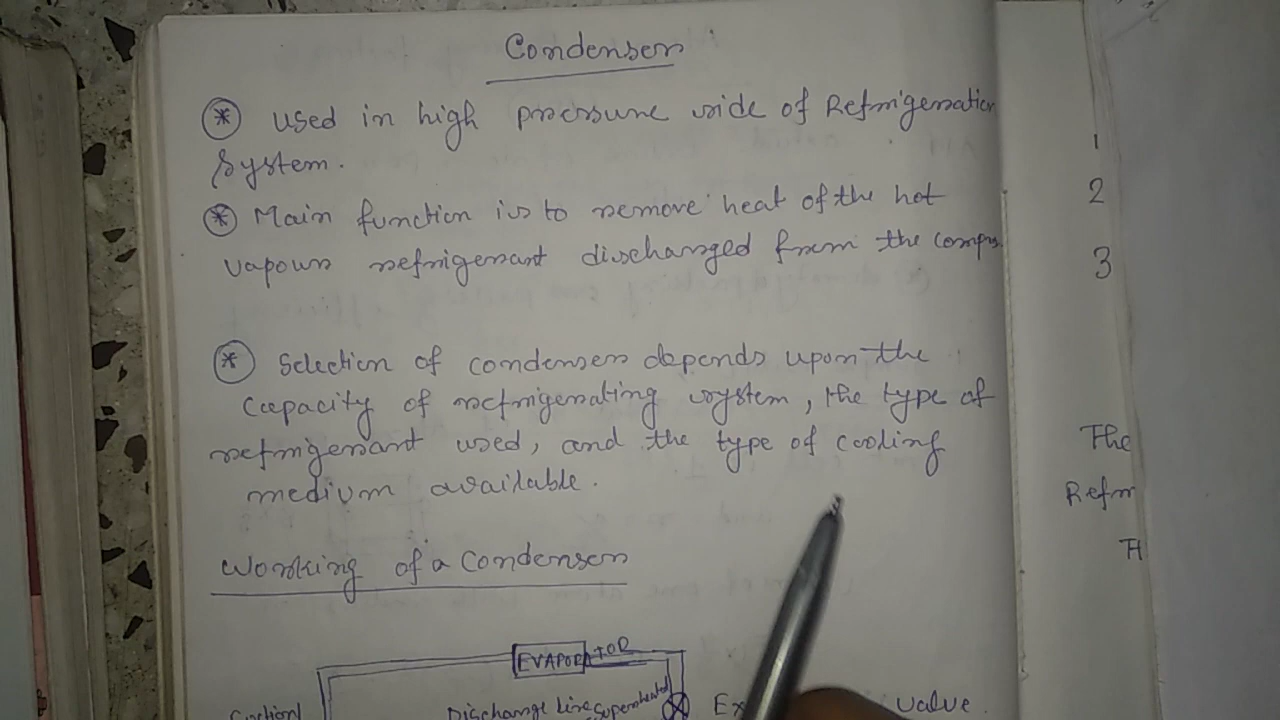 Condenser
* used in high pressure side of Refrigeration
System.
* Main function is to remove heat of the hot
vapour refrigerant discharged from the compr
* Selection of condenser depends upon the
capacity of refrigerating system, the type of
refrigerant used, and the type of cooling
medium available.
Working of a Condenser
EVAPORATOR
Suction
Discharge line superheated
Ex
valve.
1
2
3
The
Refr